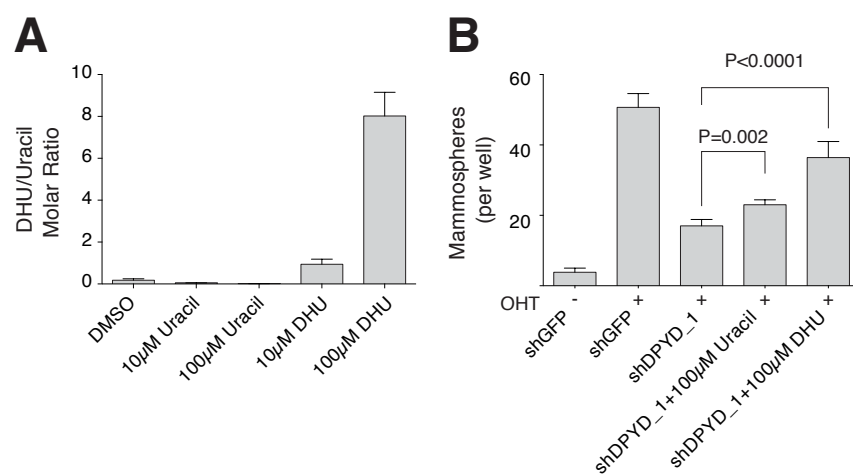 A
DHU/Uracil
Molar Ratio
10
8
6
4
2
0
DMSO
10µM Uracil
100µM Uracil
10µM DHU
100µM DHU
B
Mammospheres
(per well)
60
40
20
P<0.0001
P=0.002
OHT - + + + +
shGFP
shGFP
shDPYD_1
shDPYD_1+100µM Uracil
shDPYD_1+100µM DHU